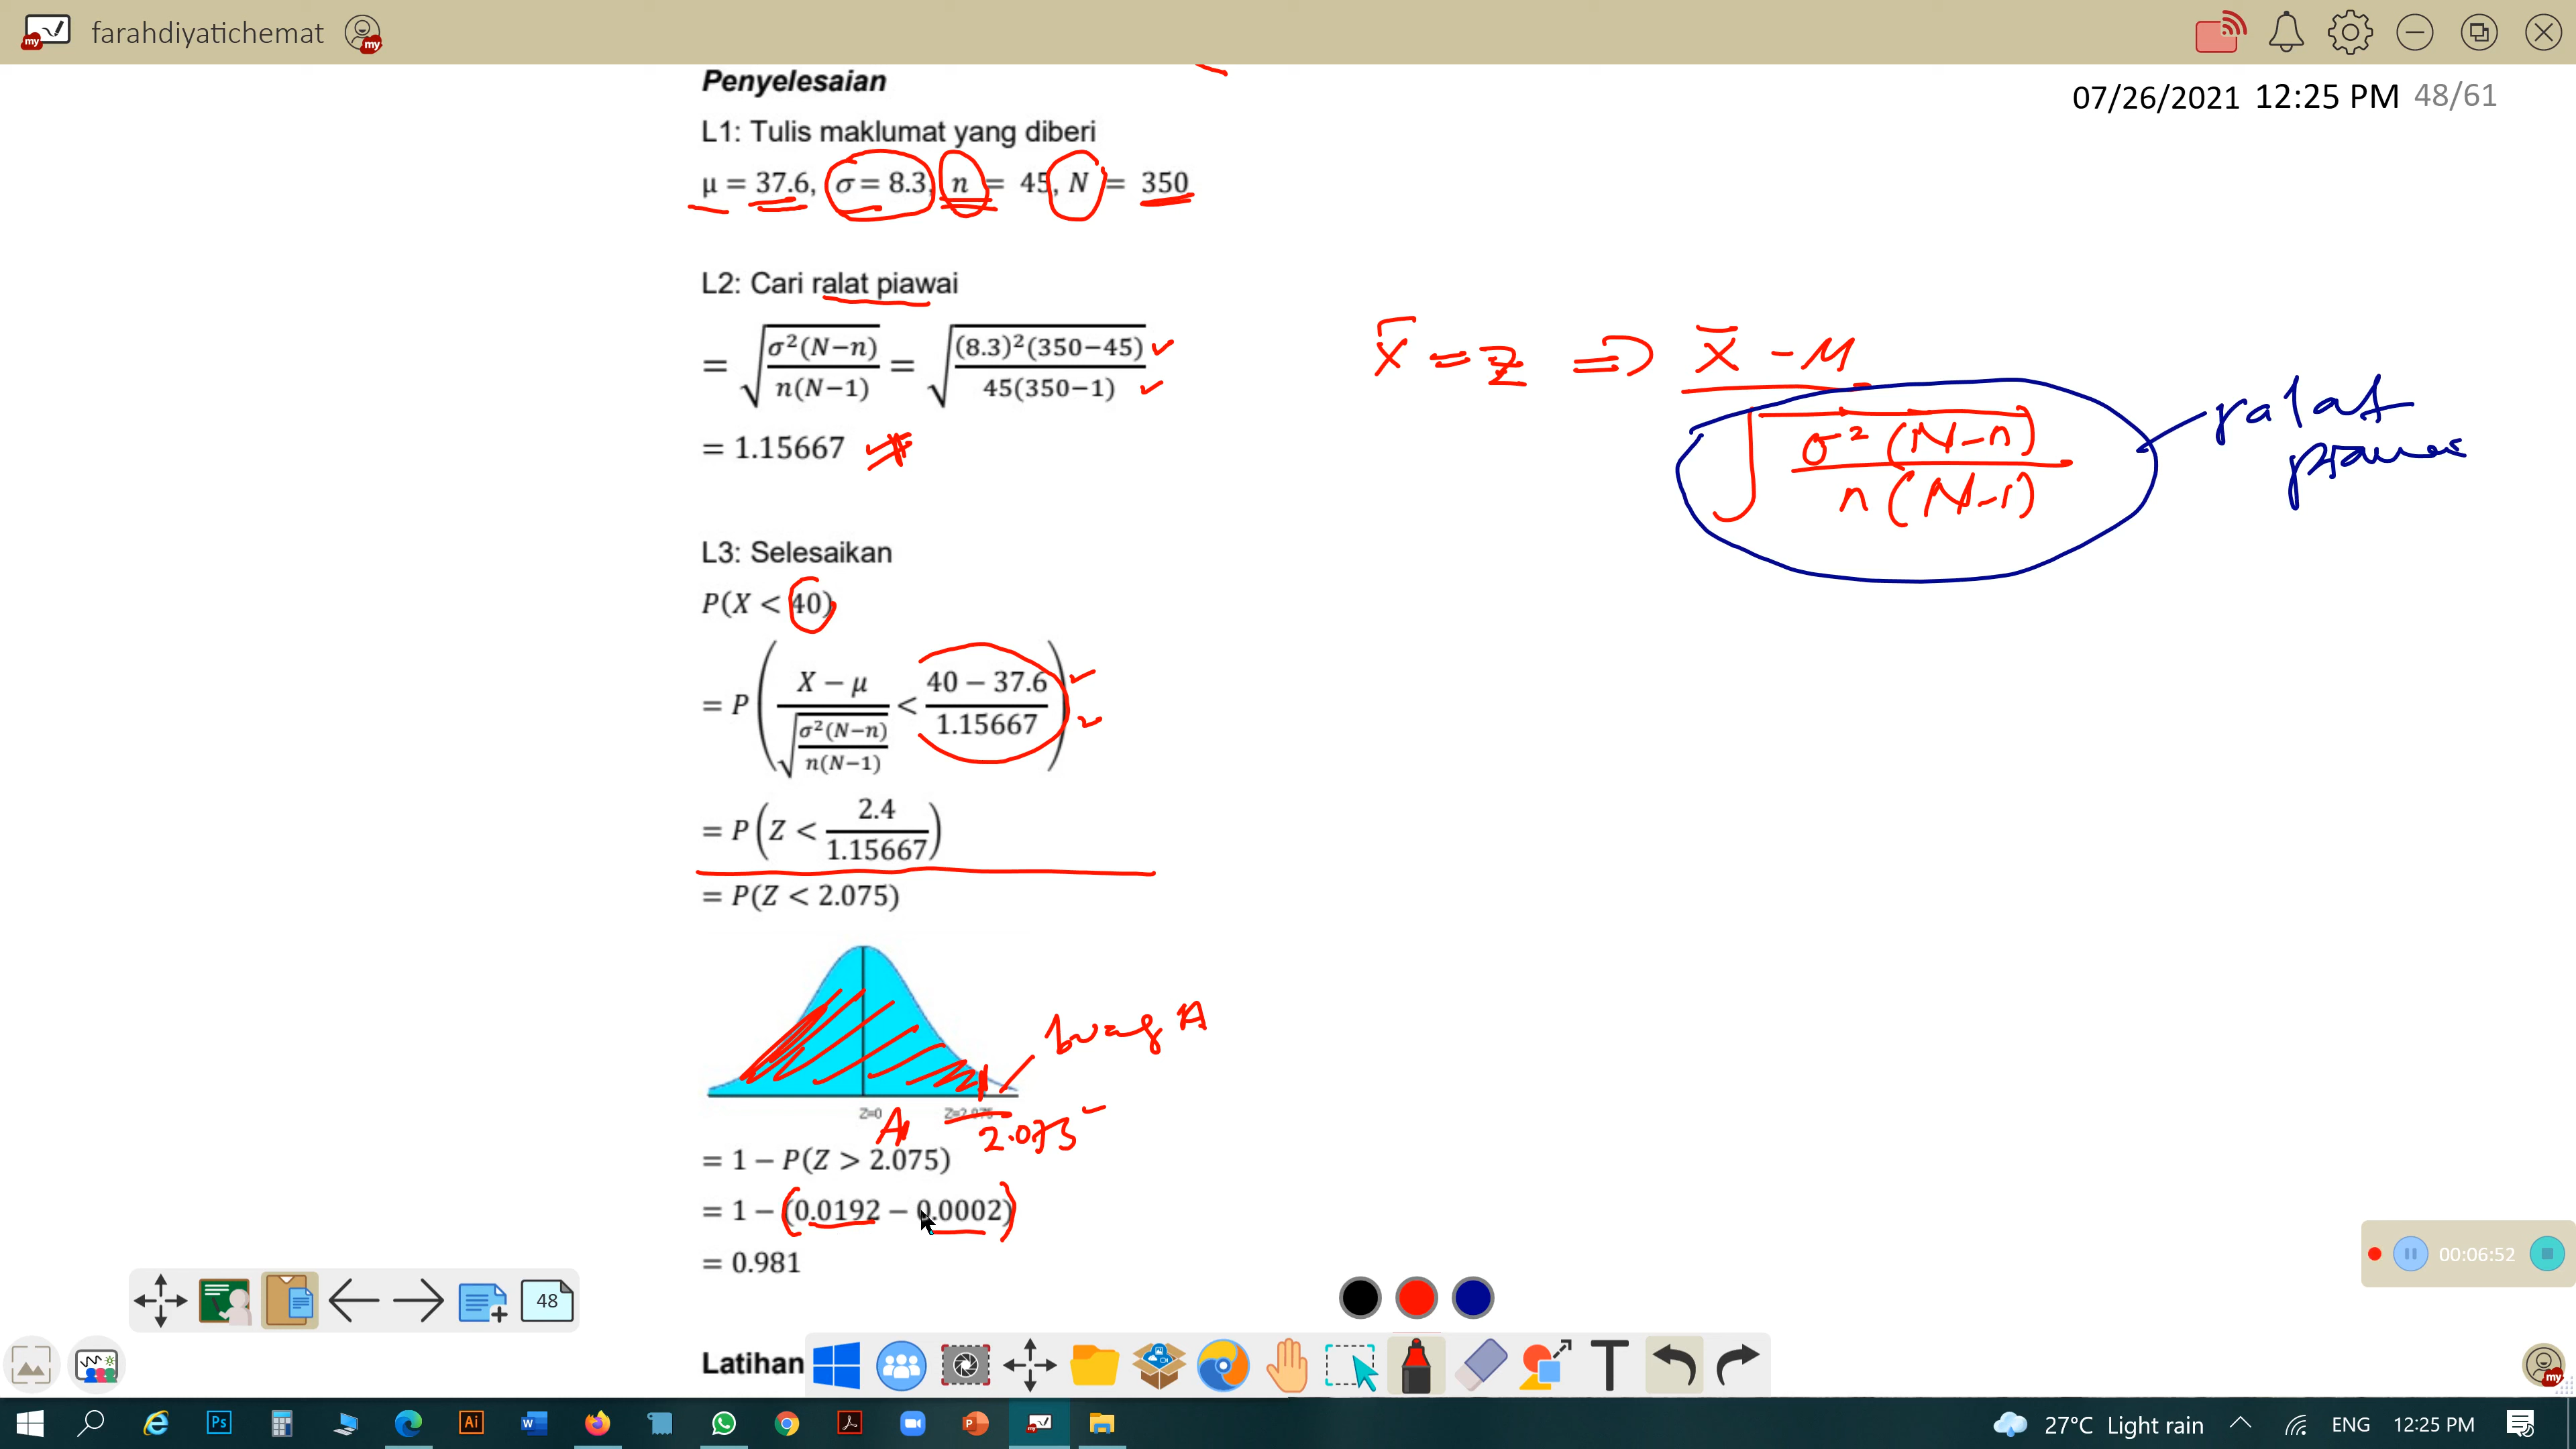 farahdiyatichemat
07/26/2021 12:25 PM 48/61
Penyelesaian
L1: Tulis maklumat yang diberi
μ = 37.6, σ = 8.3, n = 45, N = 350
L2: Cari ralat piawai
= √(σ²(N−n)/n(N−1)) = √((8.3)²(350−45)/45(350−1))
= 1.15667
x̄ = z ⇒ x̄ − μ
√(σ²(N−n)/n(N−1))
ralat
piawai
L3: Selesaikan
P(X < 40)
= P(X − μ/√(σ²(N−n)/n(N−1)) < 40 − 37.6/1.15667)
= P(Z < 2.4/1.15667)
= P(Z < 2.075)
luas A
Z=0 Z=2.075
A 2.075
= 1 − P(Z > 2.075)
= 1 − (0.0192 − 0.0002)
= 0.981
Latihan
48
00:06:52
27°C Light rain
ENG
12:25 PM